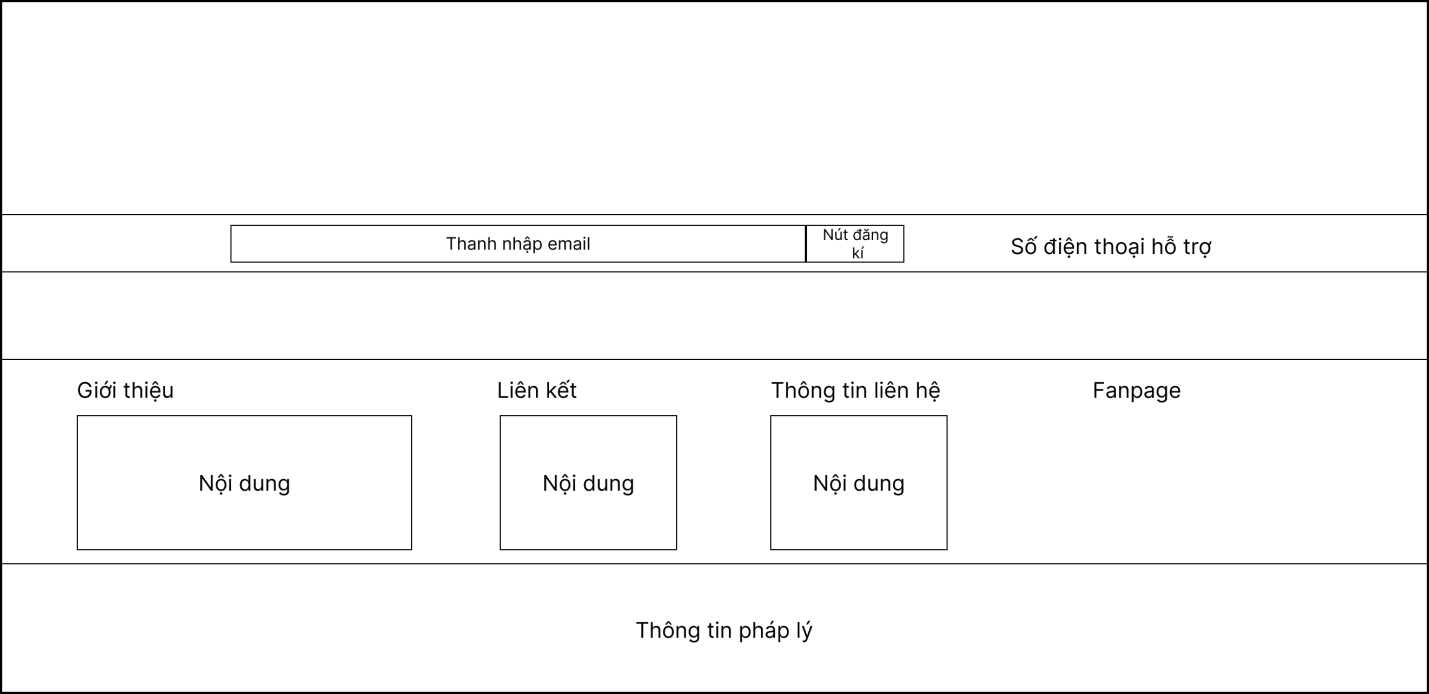 Thanh nhập email
Nút đăng
kí
Số điện thoại hỗ trợ
Giới thiệu
Liên kết
Thông tin liên hệ
Fanpage
Nội dung
Nội dung
Nội dung
Thông tin pháp lý